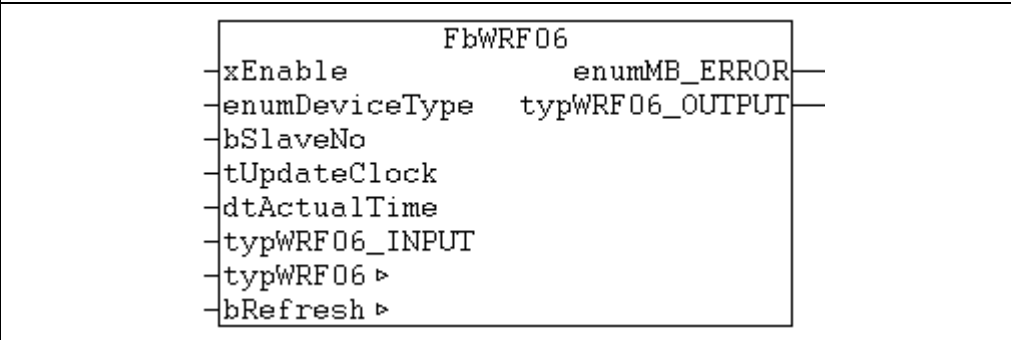 FbWRF06
xEnable enumMB_ERROR
enumDeviceType typWRF06_OUTPUT
bSlaveNo
tUpdateClock
dtActualTime
typWRF06_INPUT
typWRF06 ▹
bRefresh ▹